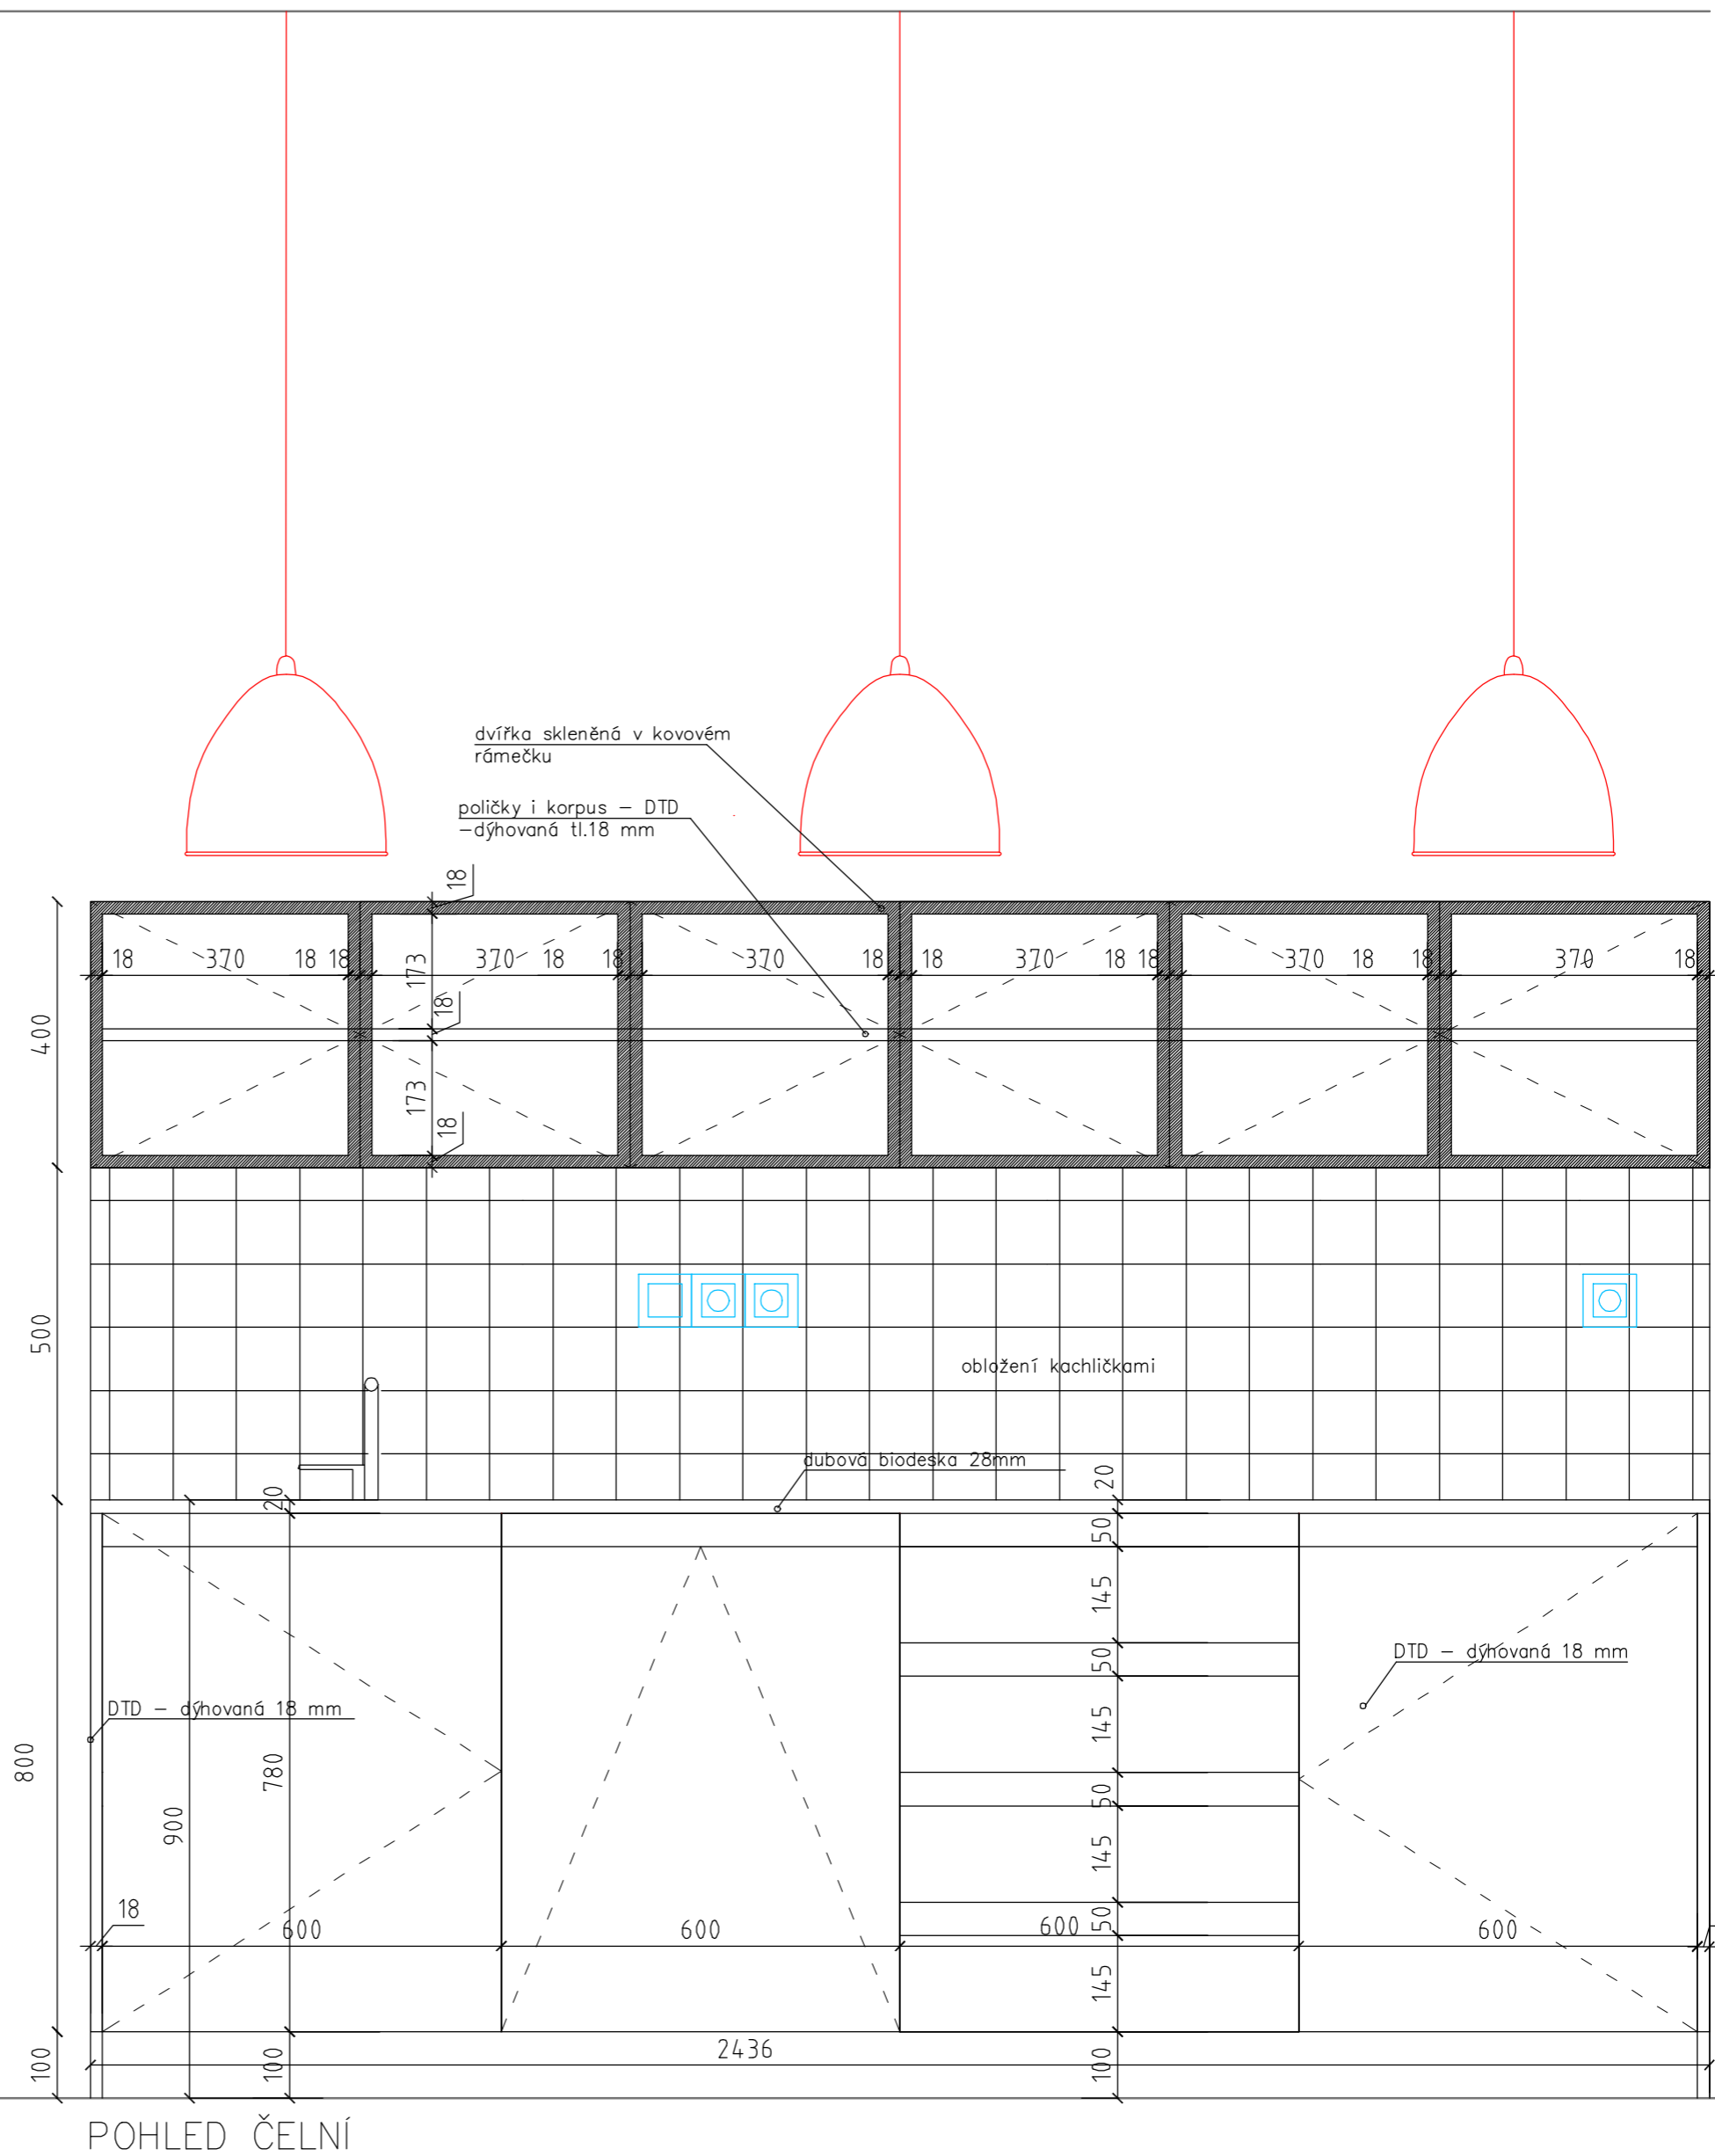 dvířka skleněná v kovovém
rámečku
poličky i korpus – DTD
–dýhovaná tl.18 mm
18
18 370 18 18 370 18 18 370 18 18 370 18 18 370 18 18 370 18
173
18
400
173
18
500
obložení kachličkami
dubová biodeska 28mm
20
20
50
145
50
DTD – dýhovaná 18 mm
DTD – dýhovaná 18 mm
145
800
780
50
900
145
18
600
600
600
50
600
145
2436
100
100
100
POHLED ČELNÍ